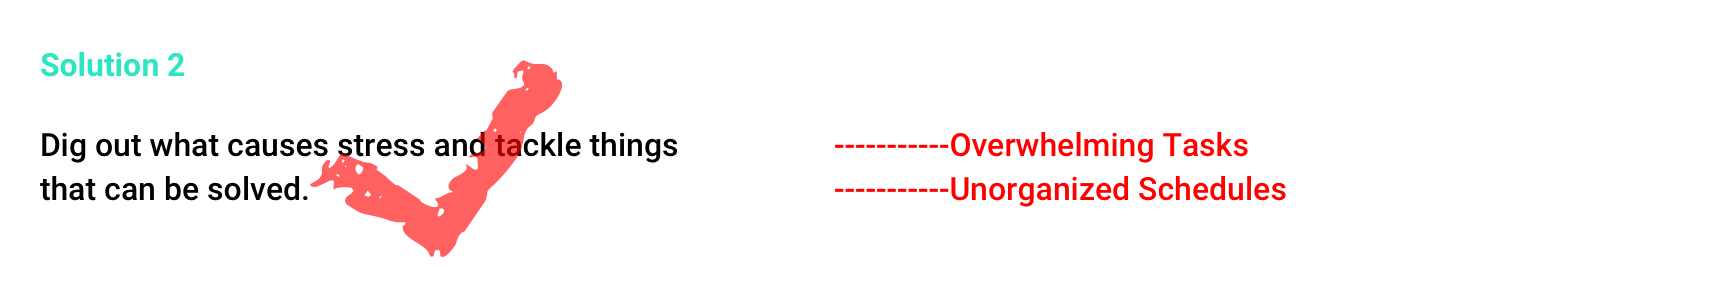 Solution 2
Dig out what causes stress and tackle things
that can be solved.
-----------Overwhelming Tasks
-----------Unorganized Schedules